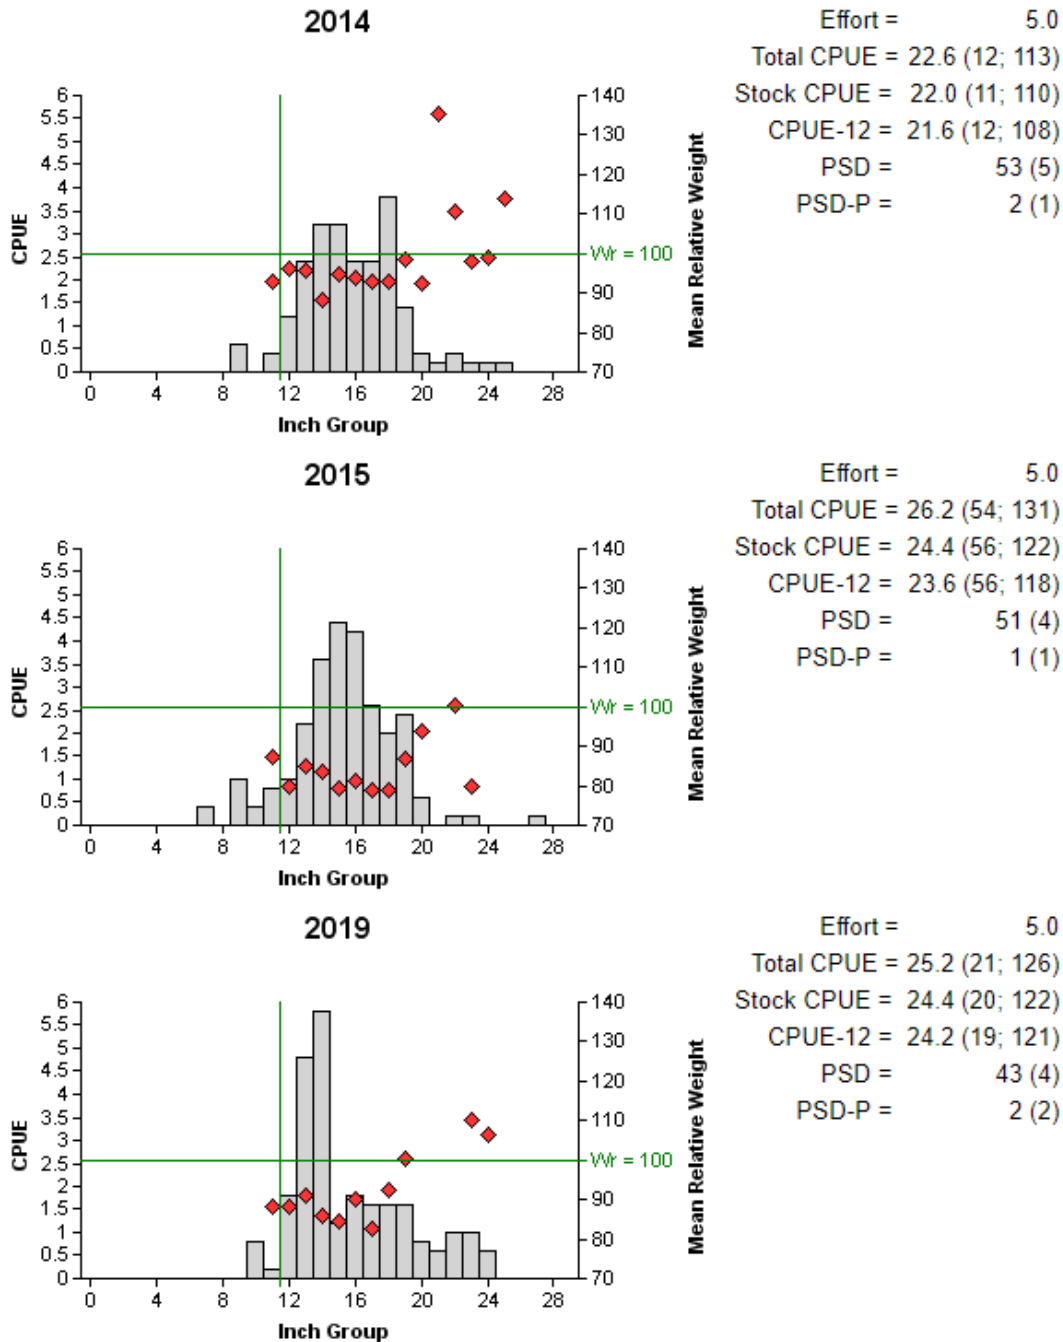 2014
Effort = 5.0
Total CPUE = 22.6 (12; 113)
Stock CPUE = 22.0 (11; 110)
CPUE-12 = 21.6 (12; 108)
PSD = 53 (5)
PSD-P = 2 (1)
CPUE
6
5.5
5
4.5
4
3.5
3
2.5
2
1.5
1
0.5
0
0 4 8 12 16 20 24 28
Inch Group
140
130
120
110
Wr = 100
90
80
70
Mean Relative Weight
2015
Effort = 5.0
Total CPUE = 26.2 (54; 131)
Stock CPUE = 24.4 (56; 122)
CPUE-12 = 23.6 (56; 118)
PSD = 51 (4)
PSD-P = 1 (1)
CPUE
6
5.5
5
4.5
4
3.5
3
2.5
2
1.5
1
0.5
0
0 4 8 12 16 20 24 28
Inch Group
140
130
120
110
Wr = 100
90
80
70
Mean Relative Weight
2019
Effort = 5.0
Total CPUE = 25.2 (21; 126)
Stock CPUE = 24.4 (20; 122)
CPUE-12 = 24.2 (19; 121)
PSD = 43 (4)
PSD-P = 2 (2)
CPUE
6
5.5
5
4.5
4
3.5
3
2.5
2
1.5
1
0.5
0
0 4 8 12 16 20 24 28
Inch Group
140
130
120
110
Wr = 100
90
80
70
Mean Relative Weight